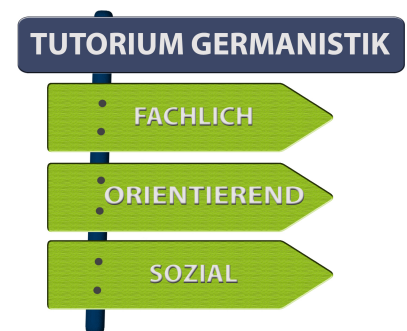 TUTORIUM GERMANISTIK
FACHLICH
ORIENTIEREND
SOZIAL